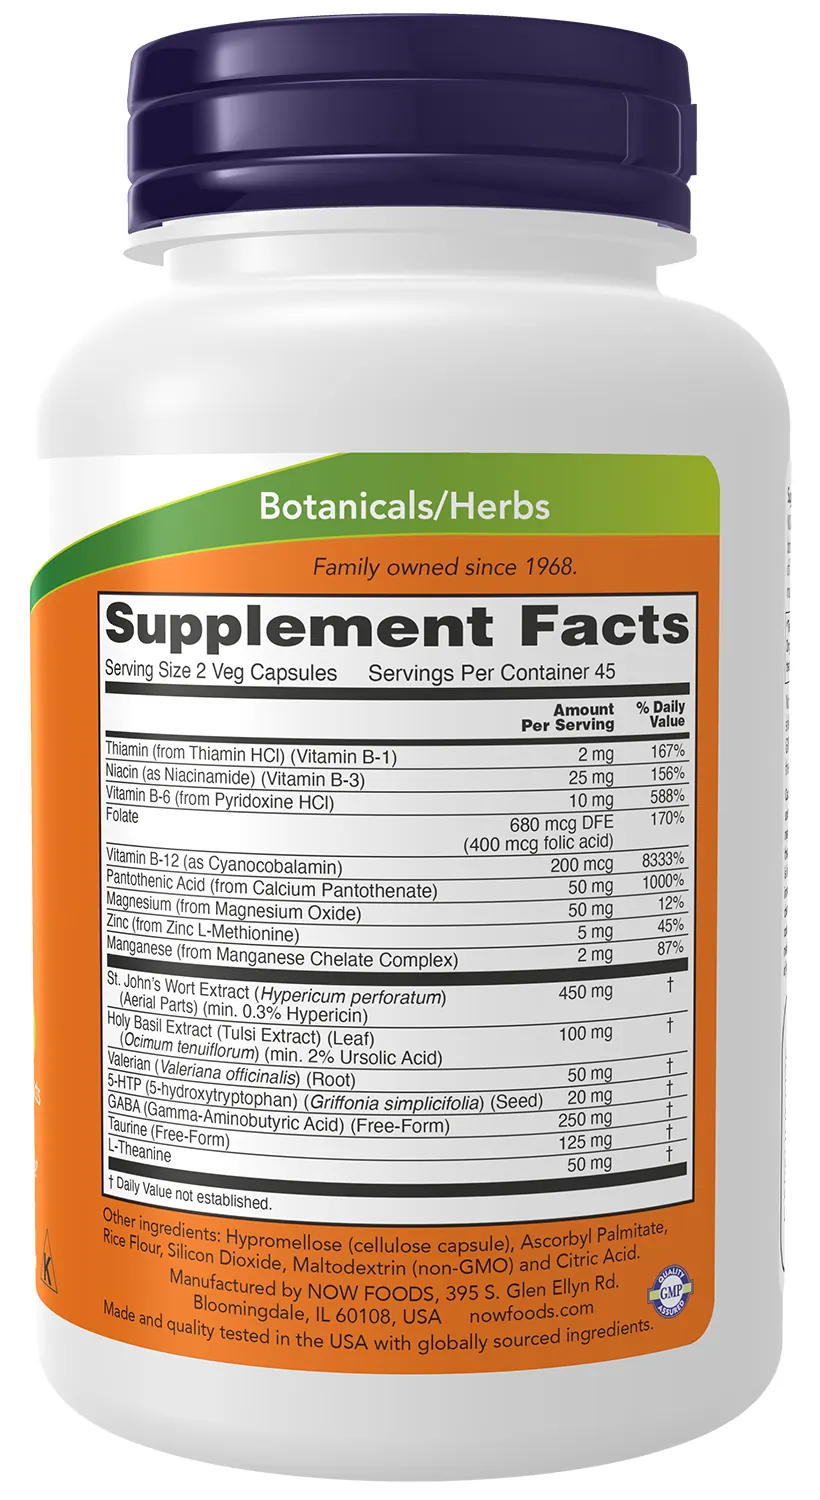 Botanicals/Herbs
Family owned since 1968.
Supplement Facts
Serving Size 2 Veg Capsules Servings Per Container 45
Amount Per Serving % Daily Value
Thiamin (from Thiamin HCl) (Vitamin B-1) 2 mg 167%
Niacin (as Niacinamide) (Vitamin B-3) 25 mg 156%
Vitamin B-6 (from Pyridoxine HCl) 10 mg 588%
Folate 680 mcg DFE 170%
(400 mcg folic acid)
Vitamin B-12 (as Cyanocobalamin) 200 mcg 8333%
Pantothenic Acid (from Calcium Pantothenate) 50 mg 1000%
Magnesium (from Magnesium Oxide) 50 mg 12%
Zinc (from Zinc L-Methionine) 5 mg 45%
Manganese (from Manganese Chelate Complex) 2 mg 87%
St. John's Wort Extract (Hypericum perforatum) 450 mg †
(Aerial Parts) (min. 0.3% Hypericin)
Holy Basil Extract (Tulsi Extract) (Leaf) 100 mg †
(Ocimum tenuiflorum) (min. 2% Ursolic Acid)
Valerian (Valeriana officinalis) (Root) 50 mg †
5-HTP (5-hydroxytryptophan) (Griffonia simplicifolia) (Seed) 20 mg †
GABA (Gamma-Aminobutyric Acid) (Free-Form) 250 mg †
Taurine (Free-Form) 125 mg †
L-Theanine 50 mg †
† Daily Value not established.
Other ingredients: Hypromellose (cellulose capsule), Ascorbyl Palmitate,
Rice Flour, Silicon Dioxide, Maltodextrin (non-GMO) and Citric Acid.
Manufactured by NOW FOODS, 395 S. Glen Ellyn Rd.
Bloomingdale, IL 60108, USA nowfoods.com
Made and quality tested in the USA with globally sourced ingredients.
QUALITY
GMP
ASSURED
K